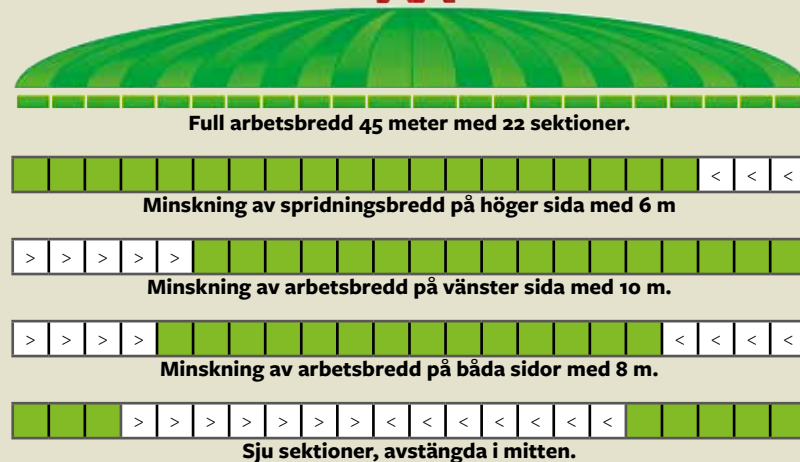 Full arbetsbredd 45 meter med 22 sektioner.
< < <
Minskning av spridningsbredd på höger sida med 6 m
> > > > >
Minskning av arbetsbredd på vänster sida med 10 m.
> > > > < < < <
Minskning av arbetsbredd på båda sidor med 8 m.
> > > > > > > < < < < < < <
Sju sektioner, avstängda i mitten.